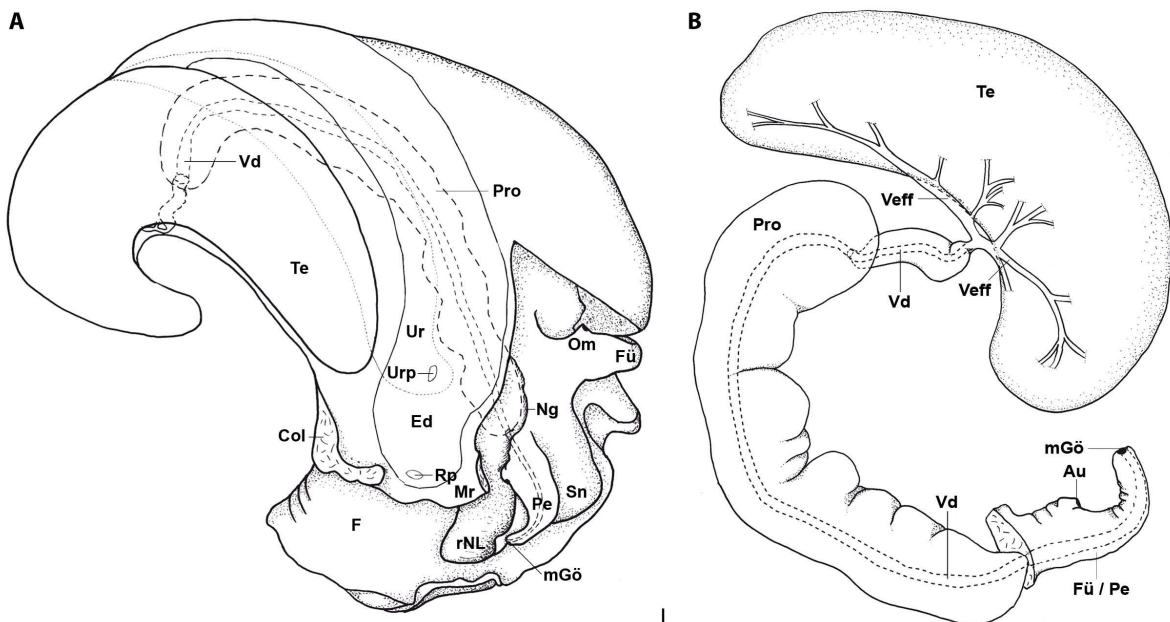 A
Vd
Pro
Te
Ur
Om
Fü
Urp
Ng
Ed
Col
Rp
Mr
Pe
Sn
F
rNL
mGö
B
Te
Veff
Pro
Vd
Veff
mGö
Au
Vd
Fü / Pe